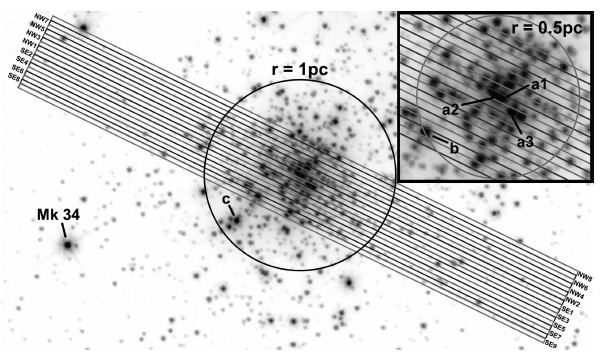 NW7
NW5
NW3
NW1
SE2
SE4
SE6
SE8
r = 1pc
c
Mk 34
r = 0.5pc
a1
a2
a3
b
NW8
NW6
NW4
NW2
SE1
SE3
SE5
SE7
SE9